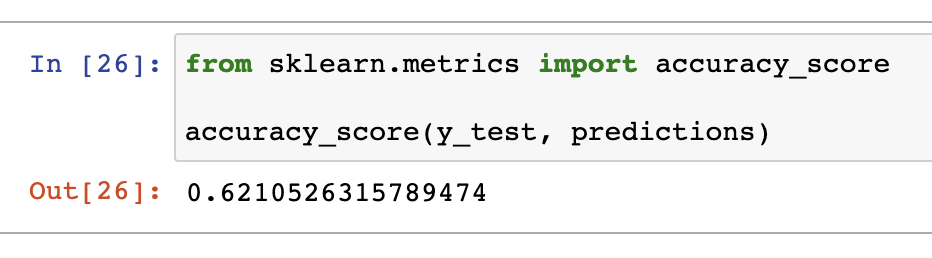 In [26]: from sklearn.metrics import accuracy_score
accuracy_score(y_test, predictions)
Out[26]: 0.6210526315789474